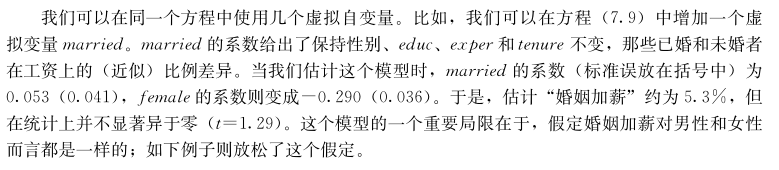 我们可以在同一个方程中使用几个虚拟自变量。比如，我们可以在方程（7.9）中增加一个虚
拟变量 married。married 的系数给出了保持性别、educ、exper 和 tenure 不变，那些已婚和未婚者
在工资上的（近似）比例差异。当我们估计这个模型时，married 的系数（标准误放在括号中）为
0.053（0.041），female 的系数则变成－0.290（0.036）。于是，估计“婚姻加薪”约为 5.3%，但
在统计上并不显著异于零（t＝1.29）。这个模型的一个重要局限在于，假定婚姻加薪对男性和女性
而言都是一样的；如下例子则放松了这个假定。